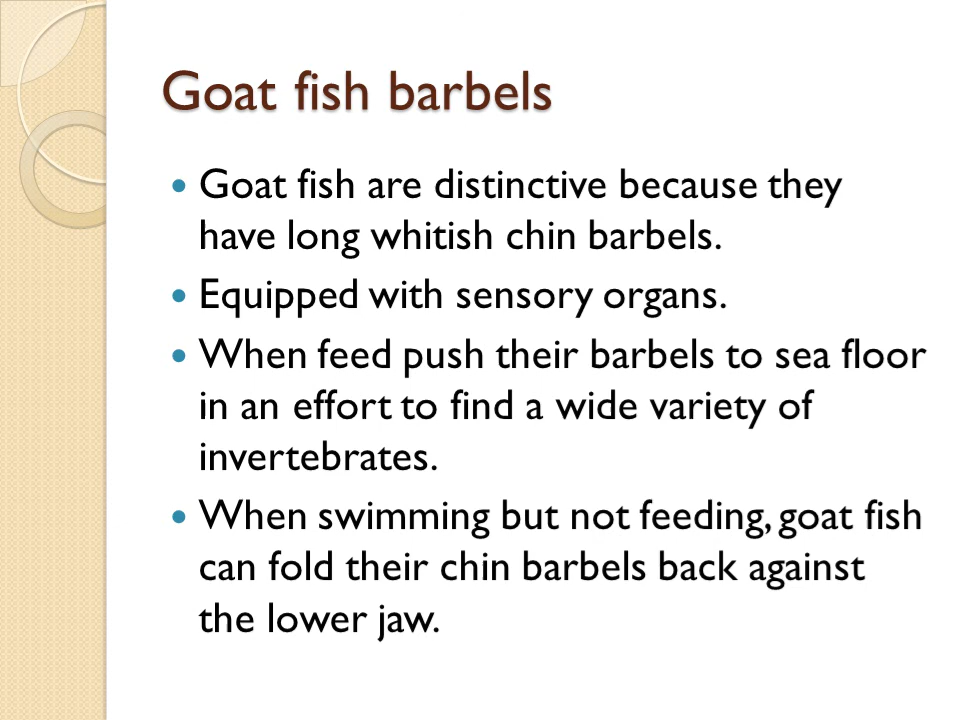 Goat fish barbels
• Goat fish are distinctive because they
have long whitish chin barbels.
• Equipped with sensory organs.
• When feed push their barbels to sea floor
in an effort to find a wide variety of
invertebrates.
• When swimming but not feeding, goat fish
can fold their chin barbels back against
the lower jaw.